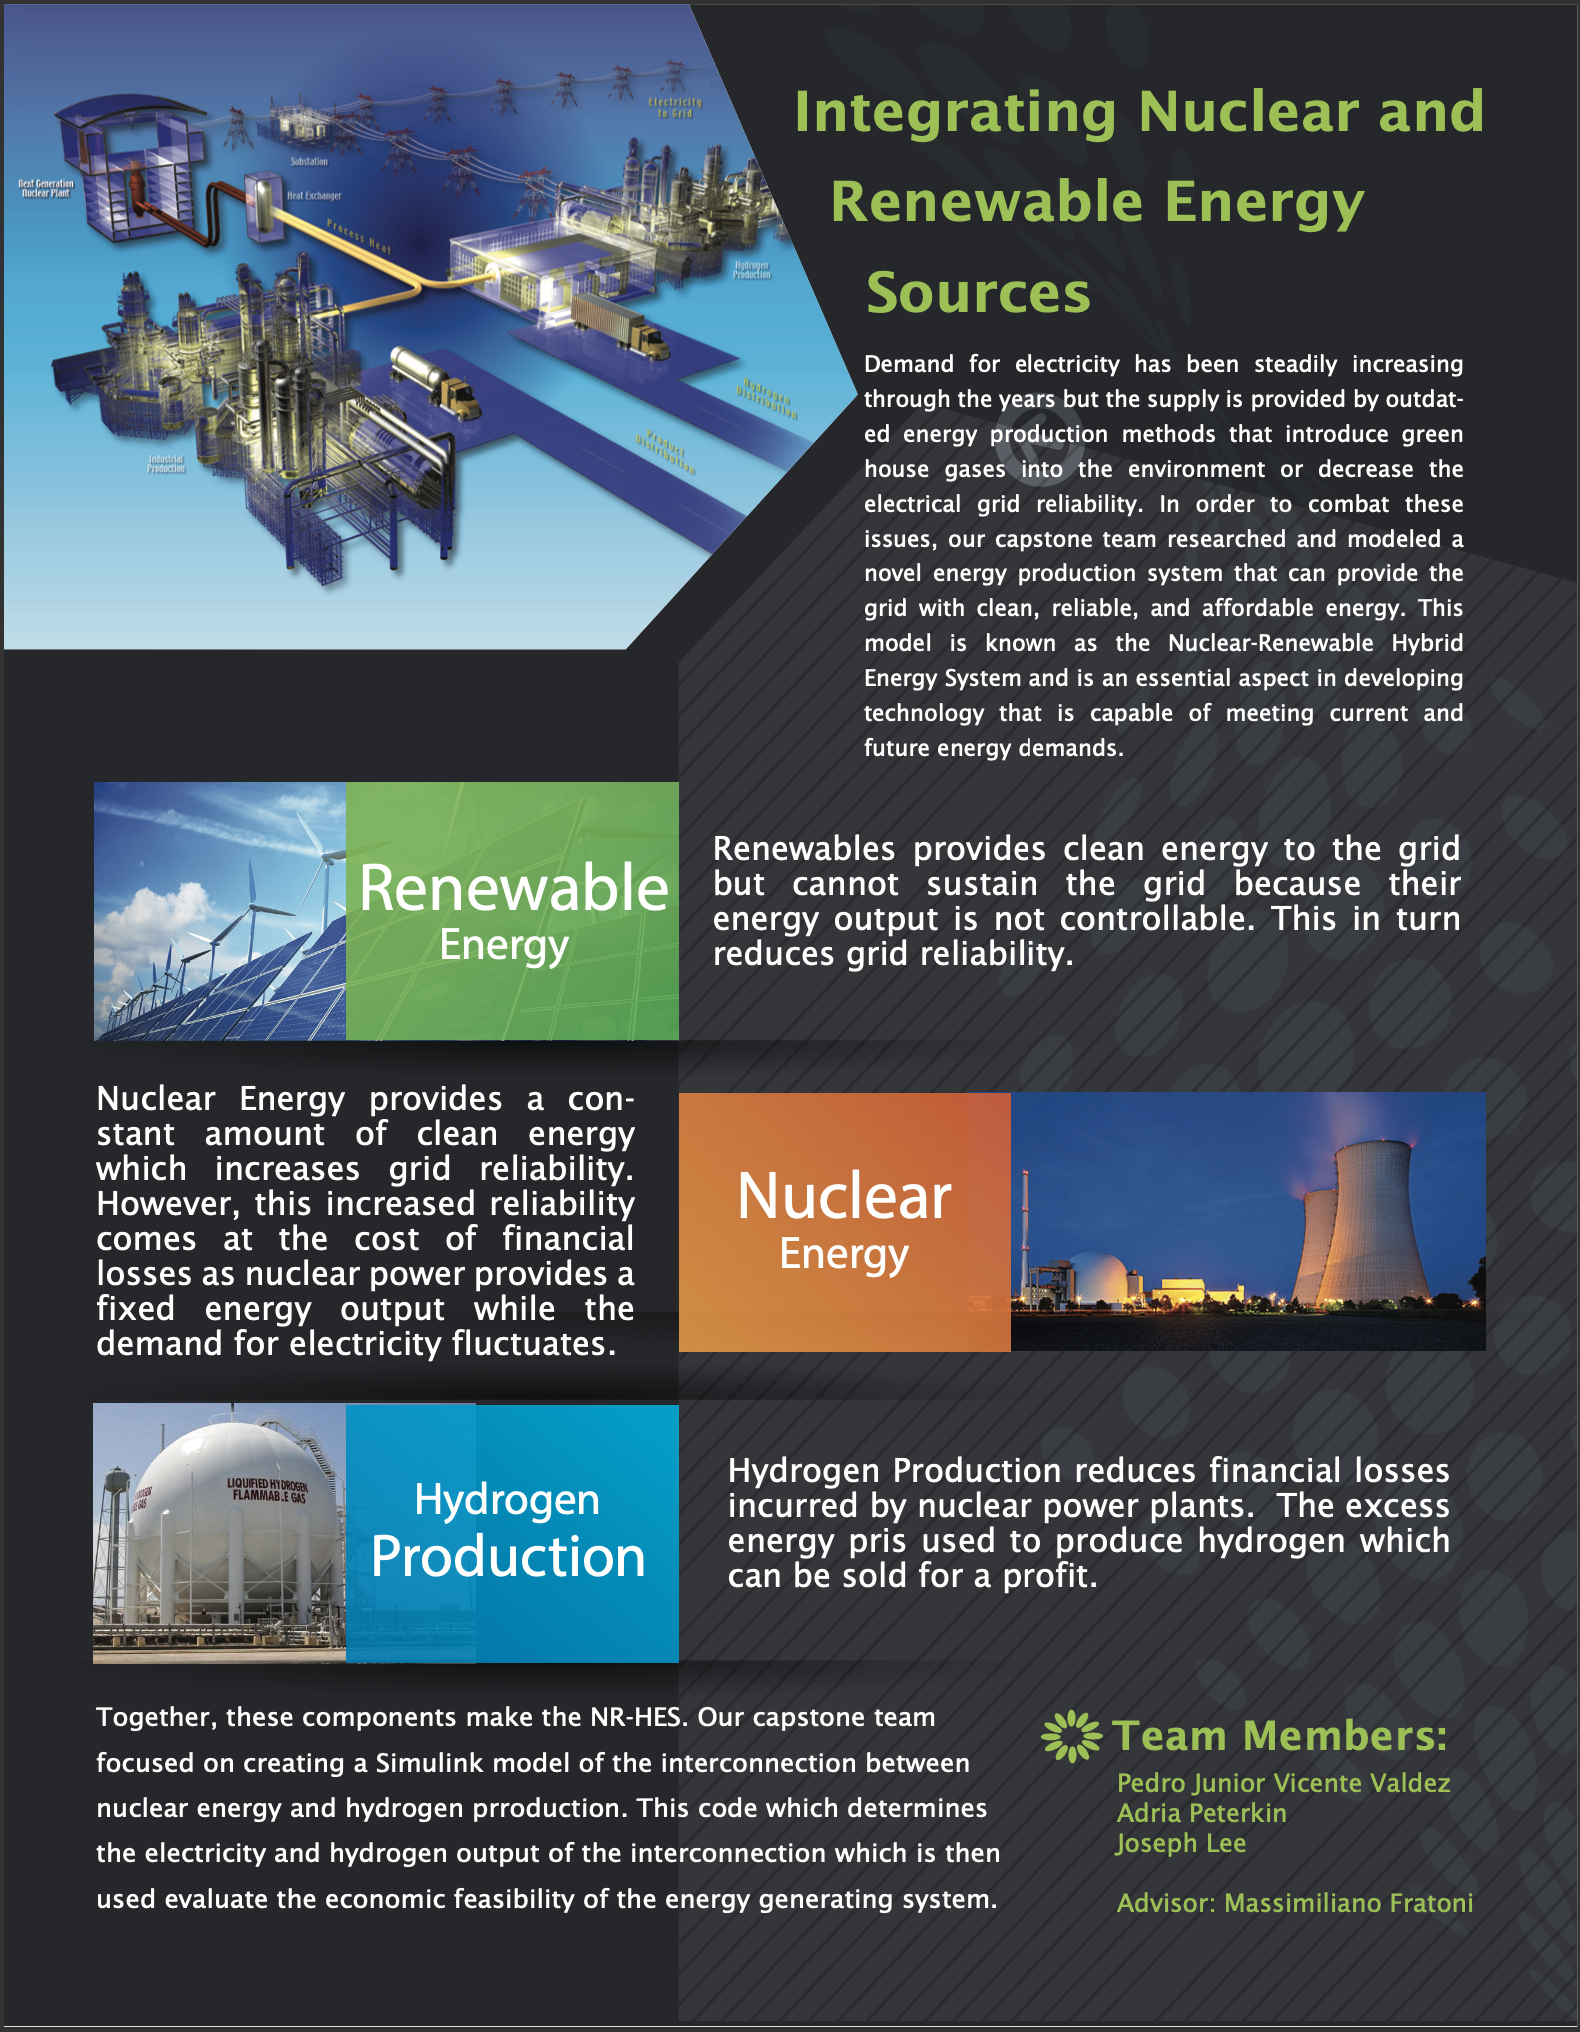 Electricity
to Grid
Substation
Next Generation
Nuclear Plant
Heat Exchanger
Process Heat
Hydrogen
Production
Hydrogen
Distribution
Product
Distribution
Industrial
Production
Integrating Nuclear and
Renewable Energy
Sources
Demand for electricity has been steadily increasing
through the years but the supply is provided by outdat-
ed energy production methods that introduce green
house gases into the environment or decrease the
electrical grid reliability. In order to combat these
issues, our capstone team researched and modeled a
novel energy production system that can provide the
grid with clean, reliable, and affordable energy. This
model is known as the Nuclear-Renewable Hybrid
Energy System and is an essential aspect in developing
technology that is capable of meeting current and
future energy demands.
Renewable
Energy
Renewables provides clean energy to the grid
but cannot sustain the grid because their
energy output is not controllable. This in turn
reduces grid reliability.
Nuclear Energy provides a con-
stant amount of clean energy
which increases grid reliability.
However, this increased reliability
comes at the cost of financial
losses as nuclear power provides a
fixed energy output while the
demand for electricity fluctuates.
Nuclear
Energy
LIQUIFIED HYDROGEN
FLAMMABLE GAS
Hydrogen
Production
Hydrogen Production reduces financial losses
incurred by nuclear power plants. The excess
energy pris used to produce hydrogen which
can be sold for a profit.
Together, these components make the NR-HES. Our capstone team
focused on creating a Simulink model of the interconnection between
nuclear energy and hydrogen prroduction. This code which determines
the electricity and hydrogen output of the interconnection which is then
used evaluate the economic feasibility of the energy generating system.
Team Members:
Pedro Junior Vicente Valdez
Adria Peterkin
Joseph Lee
Advisor: Massimiliano Fratoni